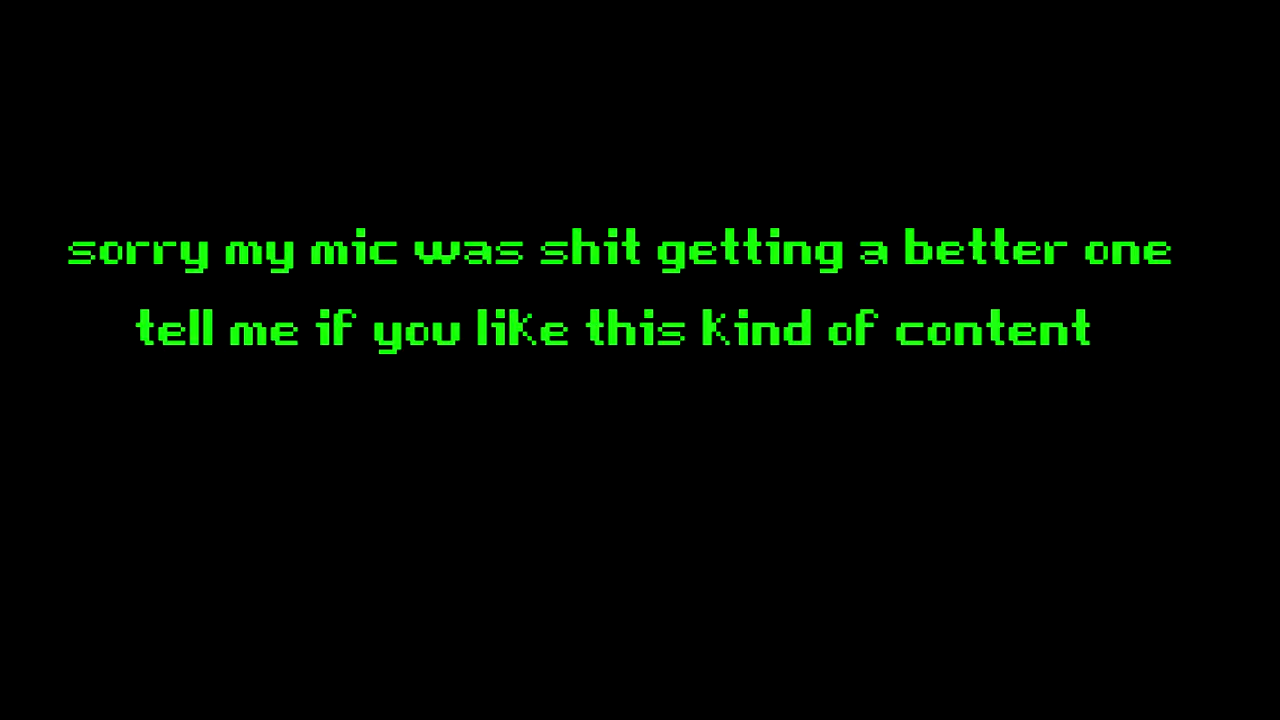 sorry my mic was shit getting a better one
tell me if you like this kind of content